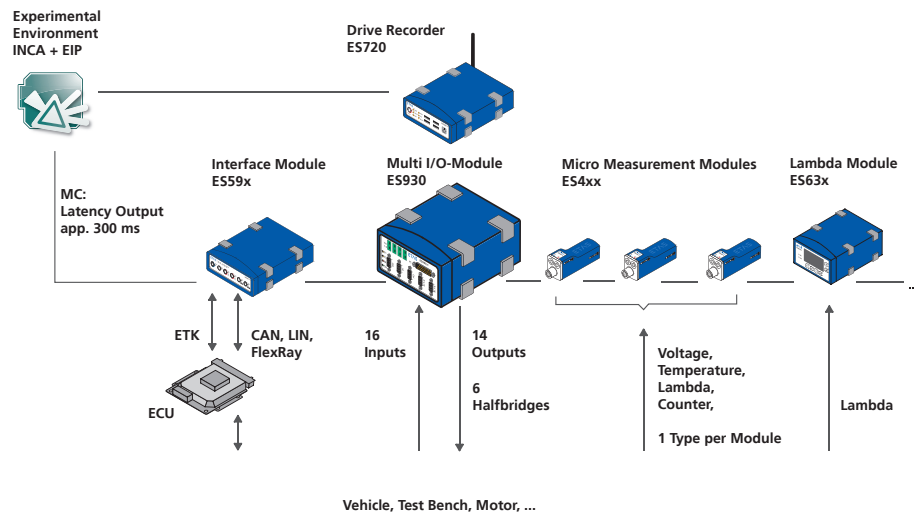 Experimental
Environment
INCA + EIP
Drive Recorder
ES720
Interface Module
ES59x
Multi I/O-Module
ES930
Micro Measurement Modules
ES4xx
Lambda Module
ES63x
MC:
Latency Output
app. 300 ms
...
ETK
CAN, LIN,
FlexRay
16
Inputs
14
Outputs
6
Halfbridges
Voltage,
Temperature,
Lambda,
Counter,
1 Type per Module
Lambda
ECU
Vehicle, Test Bench, Motor, ...